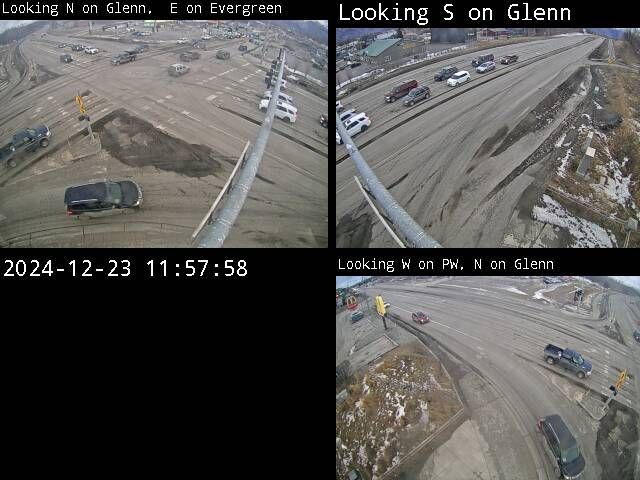 Looking N on Glenn,  E on Evergreen
Looking S on Glenn
2024-12-23 11:57:58
Looking W on PW, N on Glenn